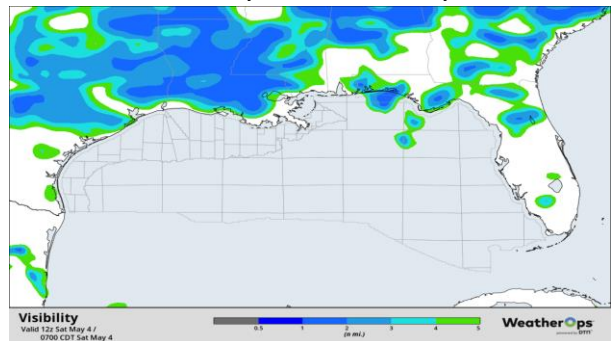 Visibility
Valid 12z Sat May 4 /
0700 CDT Sat May 4
0.5 1 2 3 4 5
(n mi.)
WeatherOps
DTN